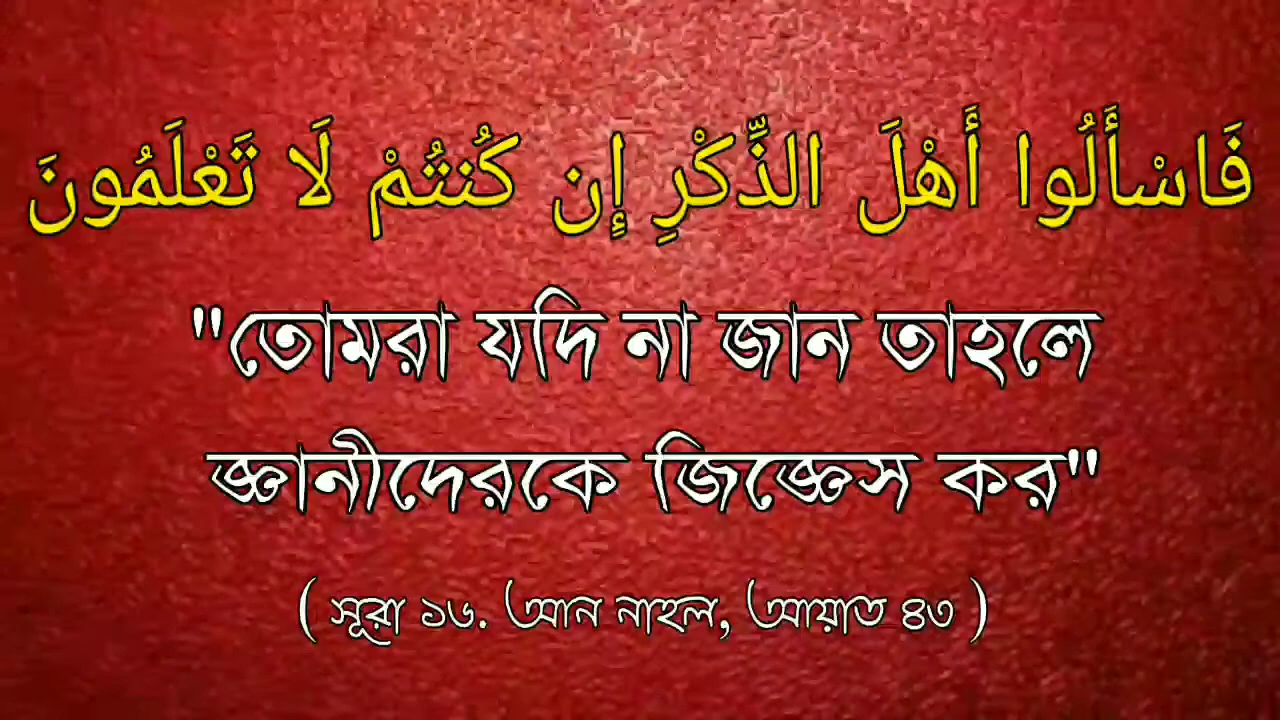 فَاسْأَلُوا أَهْلَ الذِّكْرِ إِن كُنتُمْ لَا تَعْلَمُونَ
"তোমরা যদি না জান তাহলে
জ্ঞানীদেরকে জিজ্ঞেস কর"
( সূরা ১৬. আন নাহল, আয়াত ৪৩ )